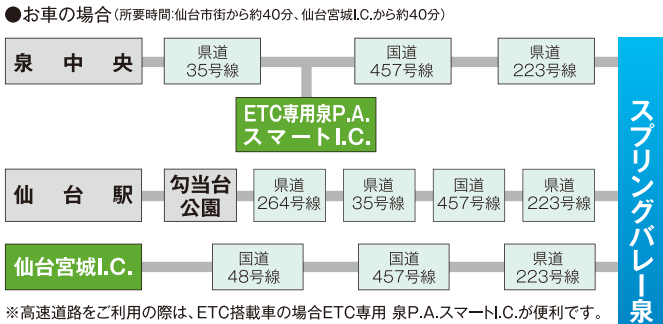 ●お車の場合(所要時間:仙台市街から約40分、仙台宮城I.C.から約40分)
泉中央
県道
35号線
国道
457号線
県道
223号線
ETC専用泉P.A.
スマートI.C.
仙台駅
勾当台
公園
県道
264号線
県道
35号線
国道
457号線
県道
223号線
仙台宮城I.C.
国道
48号線
国道
457号線
県道
223号線
スプリングバレー泉
※高速道路をご利用の際は、ETC搭載車の場合ETC専用 泉P.A.スマートI.C.が便利です。